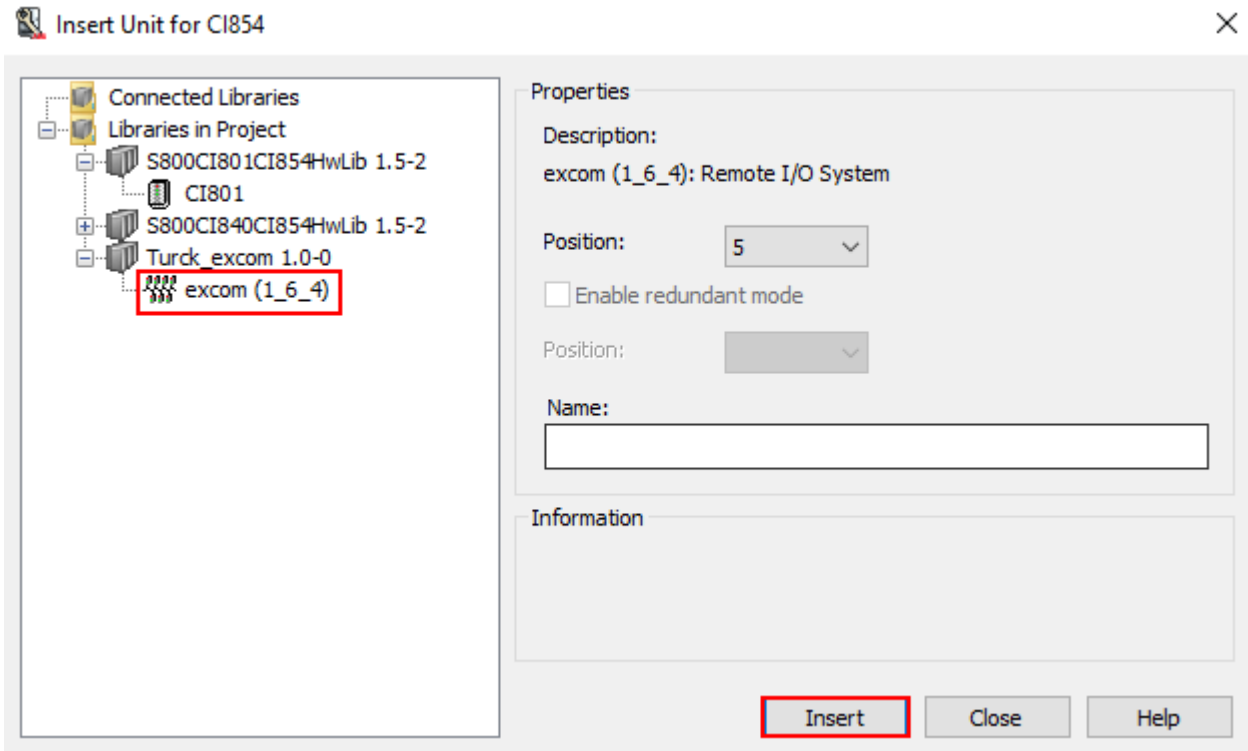 Insert Unit for CI854
Connected Libraries
Libraries in Project
S800CI801CI854HwLib 1.5-2
CI801
S800CI840CI854HwLib 1.5-2
Turck_excom 1.0-0
excom (1_6_4)
Properties
Description:
excom (1_6_4): Remote I/O System
Position:
5
Enable redundant mode
Position:
Name:
Information
Insert
Close
Help